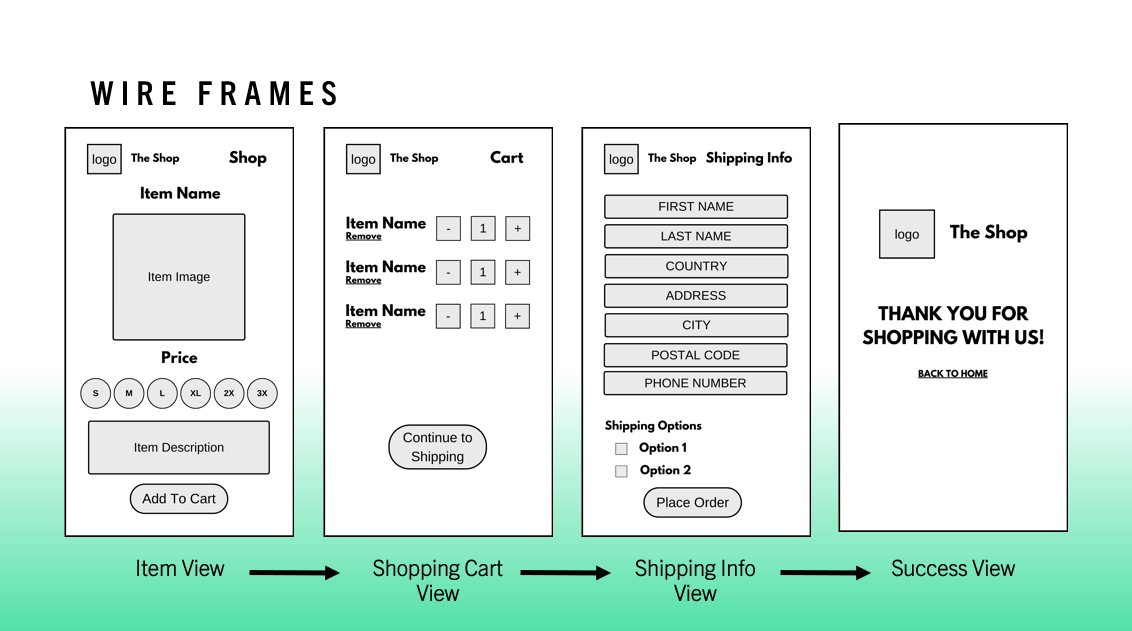 WIRE FRAMES
logo The Shop Shop
Item Name
Item Image
Price
S M L XL 2X 3X
Item Description
Add To Cart
logo The Shop Cart
Item Name - 1 +
Remove
Item Name - 1 +
Remove
Item Name - 1 +
Remove
Continue to
Shipping
logo The Shop Shipping Info
FIRST NAME
LAST NAME
COUNTRY
ADDRESS
CITY
POSTAL CODE
PHONE NUMBER
Shipping Options
Option 1
Option 2
Place Order
logo The Shop
THANK YOU FOR
SHOPPING WITH US!
BACK TO HOME
Item View
Shopping Cart
View
Shipping Info
View
Success View